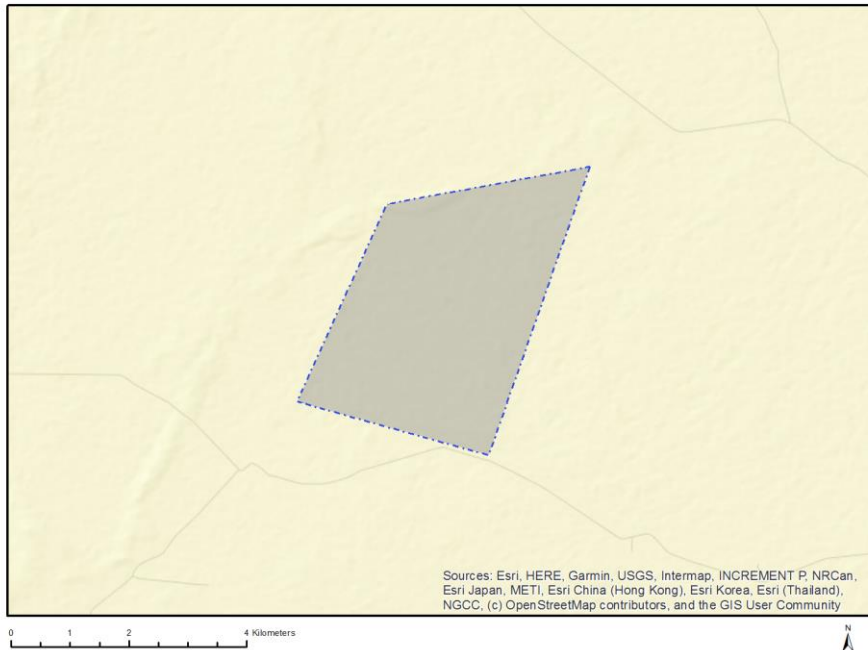 Sources: Esri, HERE, Garmin, USGS, Intermap, INCREMENT P, NRCan,
Esri Japan, METI, Esri China (Hong Kong), Esri Korea, Esri (Thailand),
NGCC, (c) OpenStreetMap contributors, and the GIS User Community
0 1 2 4 Kilometers
N